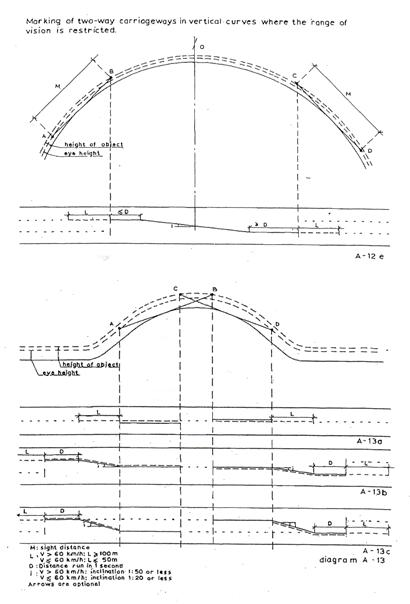 Marking of two-way carriageways in vertical curves where the range of
vision is restricted.
O
M
B
C
M
A
D
height of object
eye height
L
≤D
≥ D
L
A-12 e
C
B
A
D
height of object
eye height
L
L
A-13a
L
D
D
L
A-13b
L
D
D
L
A-13c
diagram A-13
M: sight distance
L: V > 60 km/h: L ≥ 100m
V ≤ 60 km/h: L ≤ 50m
D: Distance run in 1 second
V > 60 km/h: inclination 1:50 or less
V ≤ 60 km/h: inclination 1:20 or less
Arrows are optional